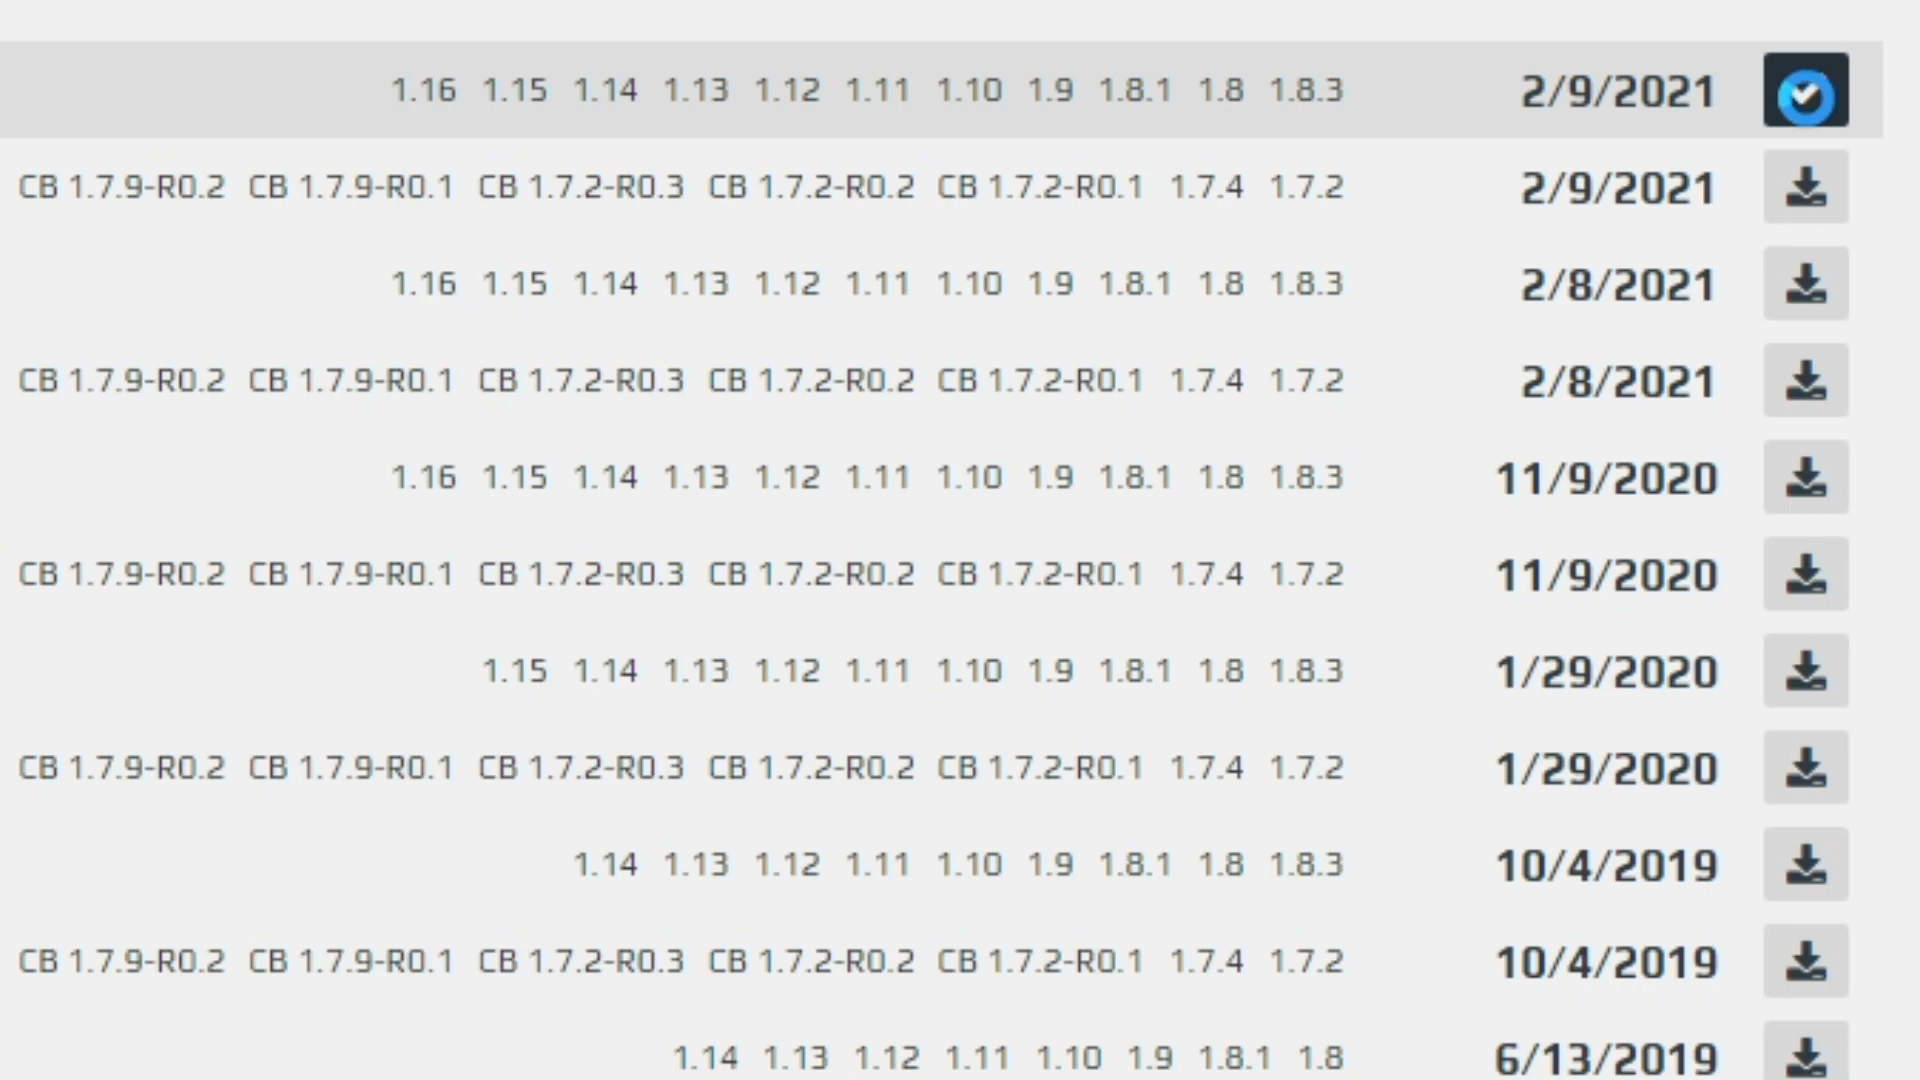 1.16 1.15 1.14 1.13 1.12 1.11 1.10 1.9 1.8.1 1.8 1.8.3 2/9/2021
CB 1.7.9-R0.2 CB 1.7.9-R0.1 CB 1.7.2-R0.3 CB 1.7.2-R0.2 CB 1.7.2-R0.1 1.7.4 1.7.2 2/9/2021
1.16 1.15 1.14 1.13 1.12 1.11 1.10 1.9 1.8.1 1.8 1.8.3 2/8/2021
CB 1.7.9-R0.2 CB 1.7.9-R0.1 CB 1.7.2-R0.3 CB 1.7.2-R0.2 CB 1.7.2-R0.1 1.7.4 1.7.2 2/8/2021
1.16 1.15 1.14 1.13 1.12 1.11 1.10 1.9 1.8.1 1.8 1.8.3 11/9/2020
CB 1.7.9-R0.2 CB 1.7.9-R0.1 CB 1.7.2-R0.3 CB 1.7.2-R0.2 CB 1.7.2-R0.1 1.7.4 1.7.2 11/9/2020
1.15 1.14 1.13 1.12 1.11 1.10 1.9 1.8.1 1.8 1.8.3 1/29/2020
CB 1.7.9-R0.2 CB 1.7.9-R0.1 CB 1.7.2-R0.3 CB 1.7.2-R0.2 CB 1.7.2-R0.1 1.7.4 1.7.2 1/29/2020
1.14 1.13 1.12 1.11 1.10 1.9 1.8.1 1.8 1.8.3 10/4/2019
CB 1.7.9-R0.2 CB 1.7.9-R0.1 CB 1.7.2-R0.3 CB 1.7.2-R0.2 CB 1.7.2-R0.1 1.7.4 1.7.2 10/4/2019
1.14 1.13 1.12 1.11 1.10 1.9 1.8.1 1.8 6/13/2019